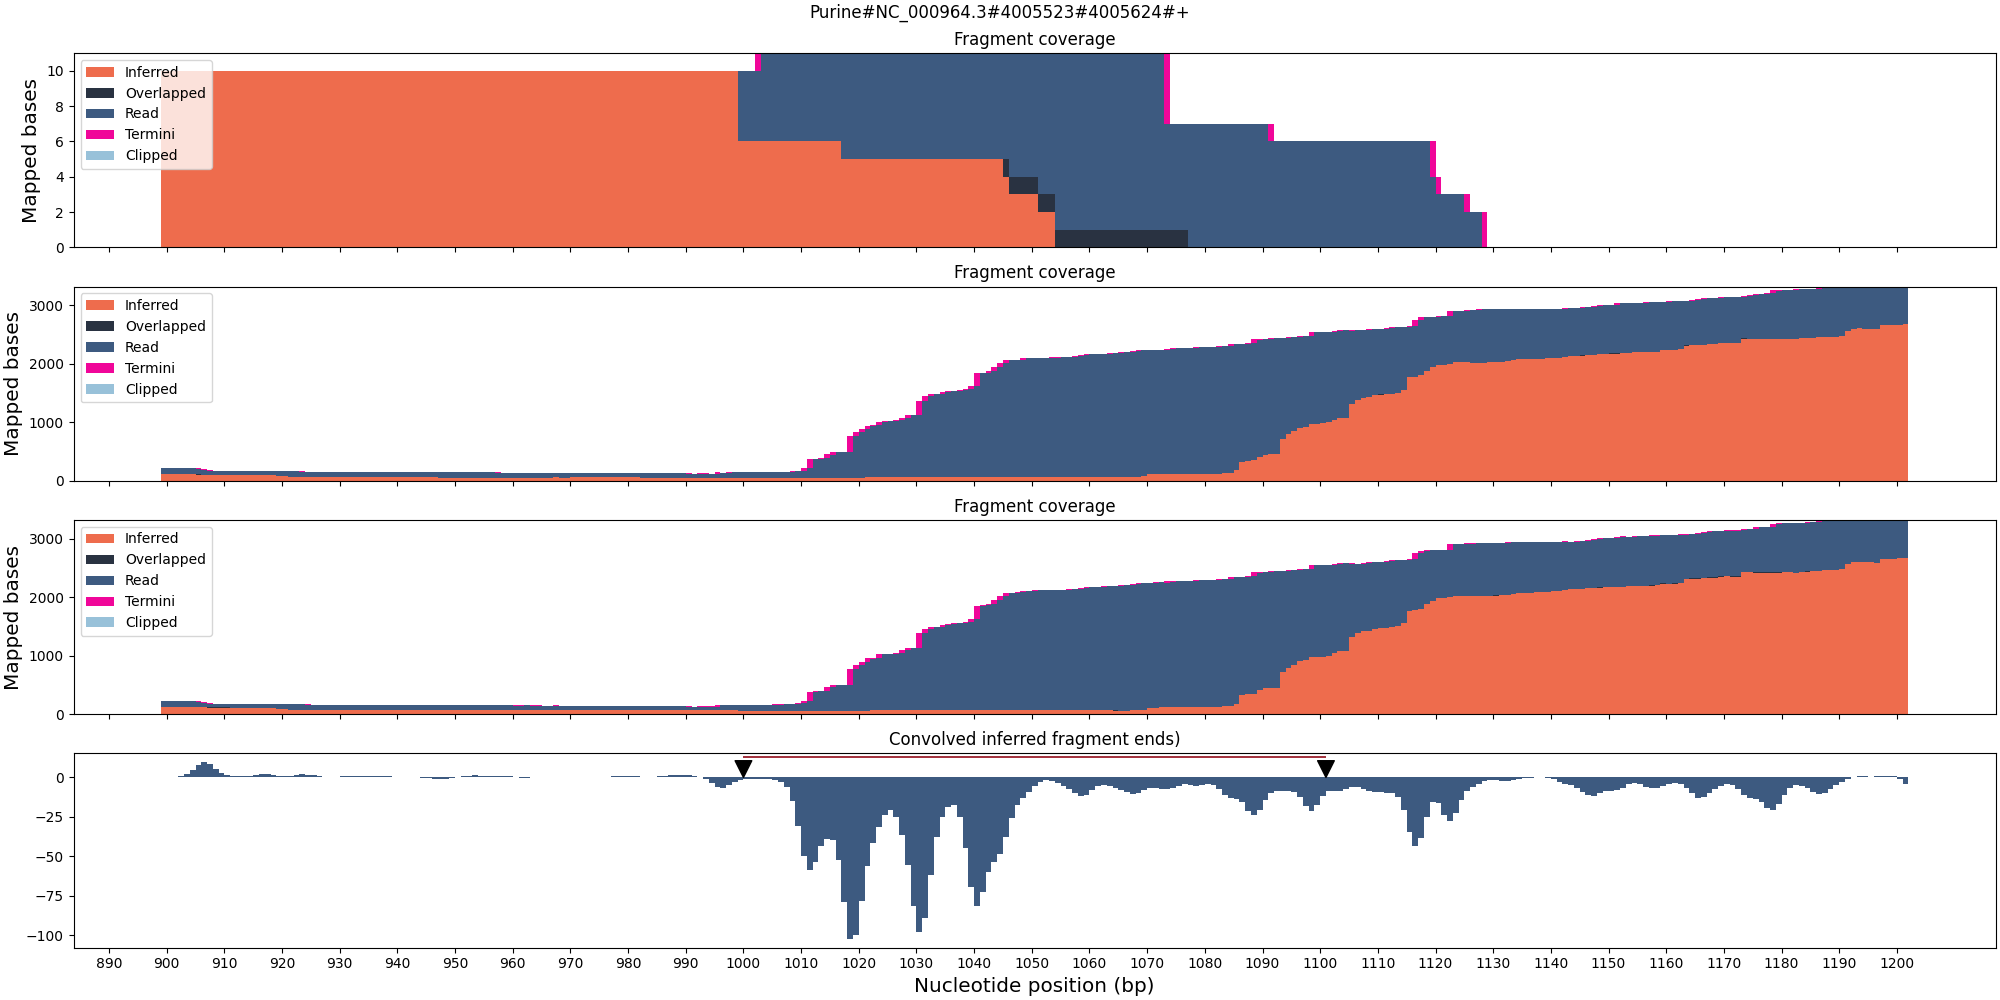 Purine#NC_000964.3#4005523#4005624#+
Fragment coverage
Mapped bases
10
8
6
4
2
0
Inferred
Overlapped
Read
Termini
Clipped
Fragment coverage
Mapped bases
3000
2000
1000
0
Inferred
Overlapped
Read
Termini
Clipped
Fragment coverage
Mapped bases
3000
2000
1000
0
Inferred
Overlapped
Read
Termini
Clipped
Convolved inferred fragment ends)
0
−25
−50
−75
−100
890 900 910 920 930 940 950 960 970 980 990 1000 1010 1020 1030 1040 1050 1060 1070 1080 1090 1100 1110 1120 1130 1140 1150 1160 1170 1180 1190 1200
Nucleotide position (bp)